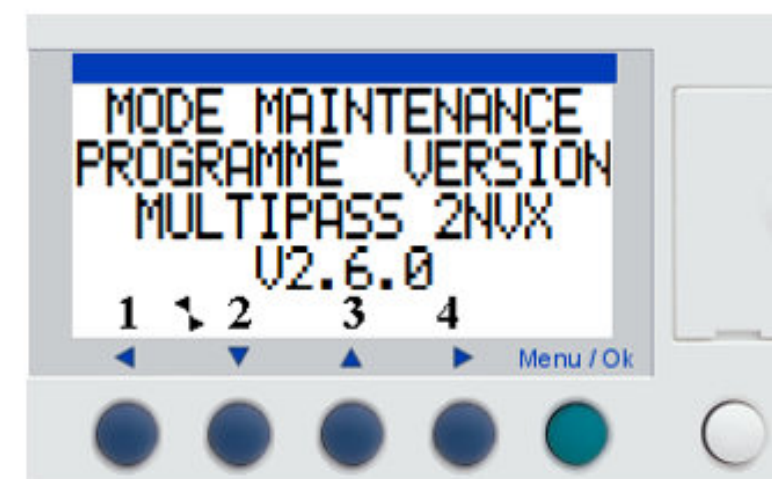 MODE MAINTENANCE
PROGRAMME VERSION
MULTIPASS 2NVX
V2.6.0
1 2 3 4
Menu / Ok